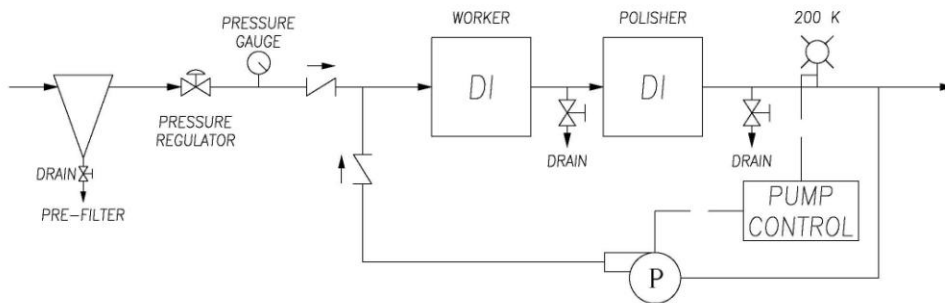 WORKER
POLISHER
200 K
PRESSURE
GAUGE
DI
DI
PRESSURE
REGULATOR
DRAIN
DRAIN
DRAIN
PRE-FILTER
PUMP
CONTROL
P